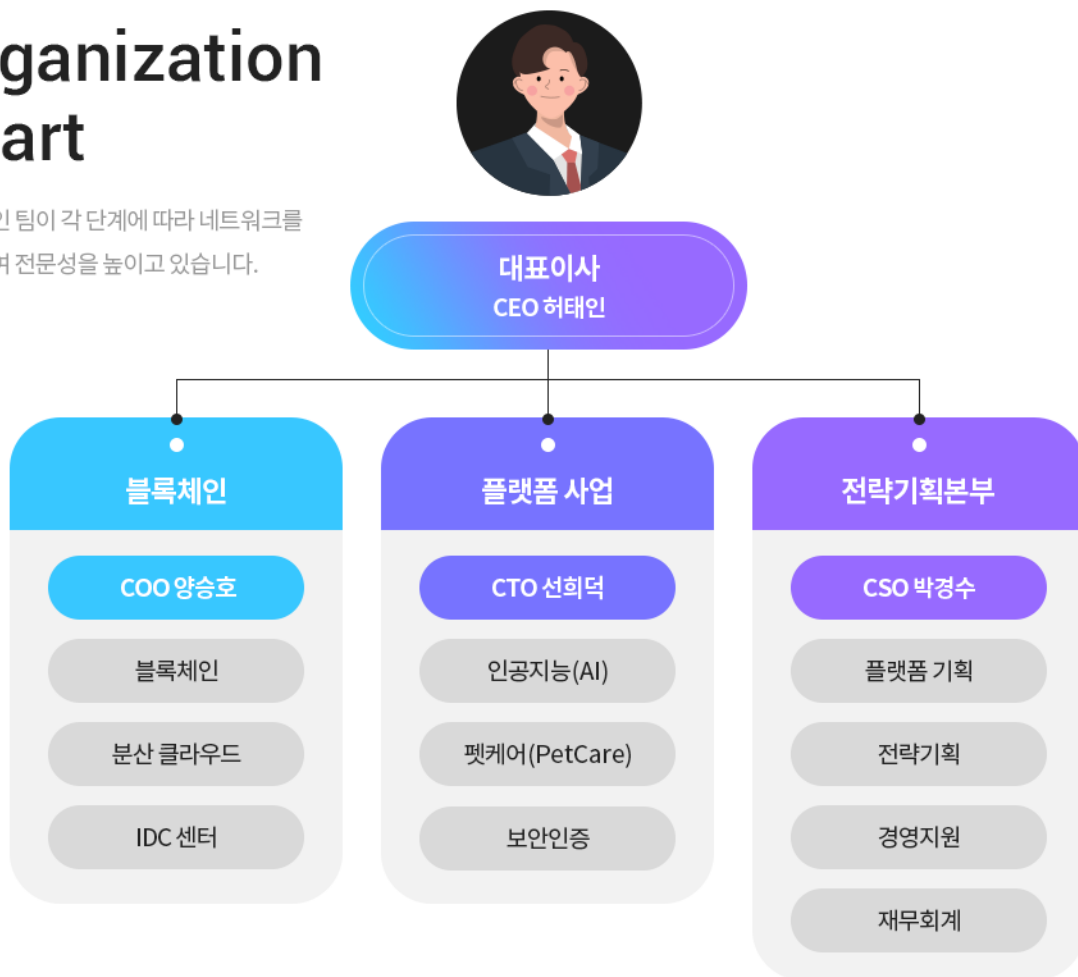 ganization
art
인 팀이 각 단계에 따라 네트워크를
며 전문성을 높이고 있습니다.
대표이사
CEO 허태인
블록체인
COO 양승호
블록체인
분산 클라우드
IDC 센터
플랫폼 사업
CTO 선희덕
인공지능(AI)
펫케어(PetCare)
보안인증
전략기획본부
CSO 박경수
플랫폼 기획
전략기획
경영지원
재무회계